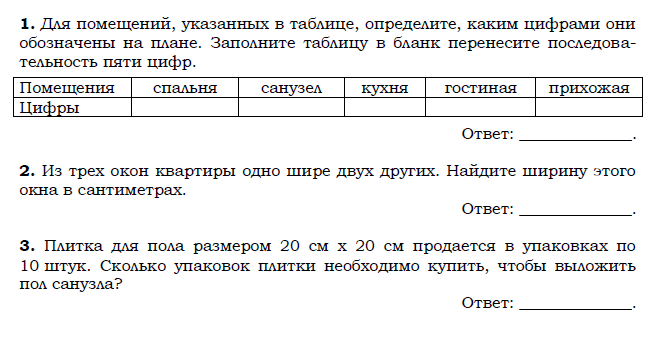 1. Для помещений, указанных в таблице, определите, каким цифрами они
обозначены на плане. Заполните таблицу в бланк перенесите последова-
тельность пяти цифр.
Помещения спальня санузел кухня гостиная прихожая
Цифры
Ответ: ______________.
2. Из трех окон квартиры одно шире двух других. Найдите ширину этого
окна в сантиметрах.
Ответ: ______________.
3. Плитка для пола размером 20 см х 20 см продается в упаковках по
10 штук. Сколько упаковок плитки необходимо купить, чтобы выложить
пол санузла?
Ответ: ______________.